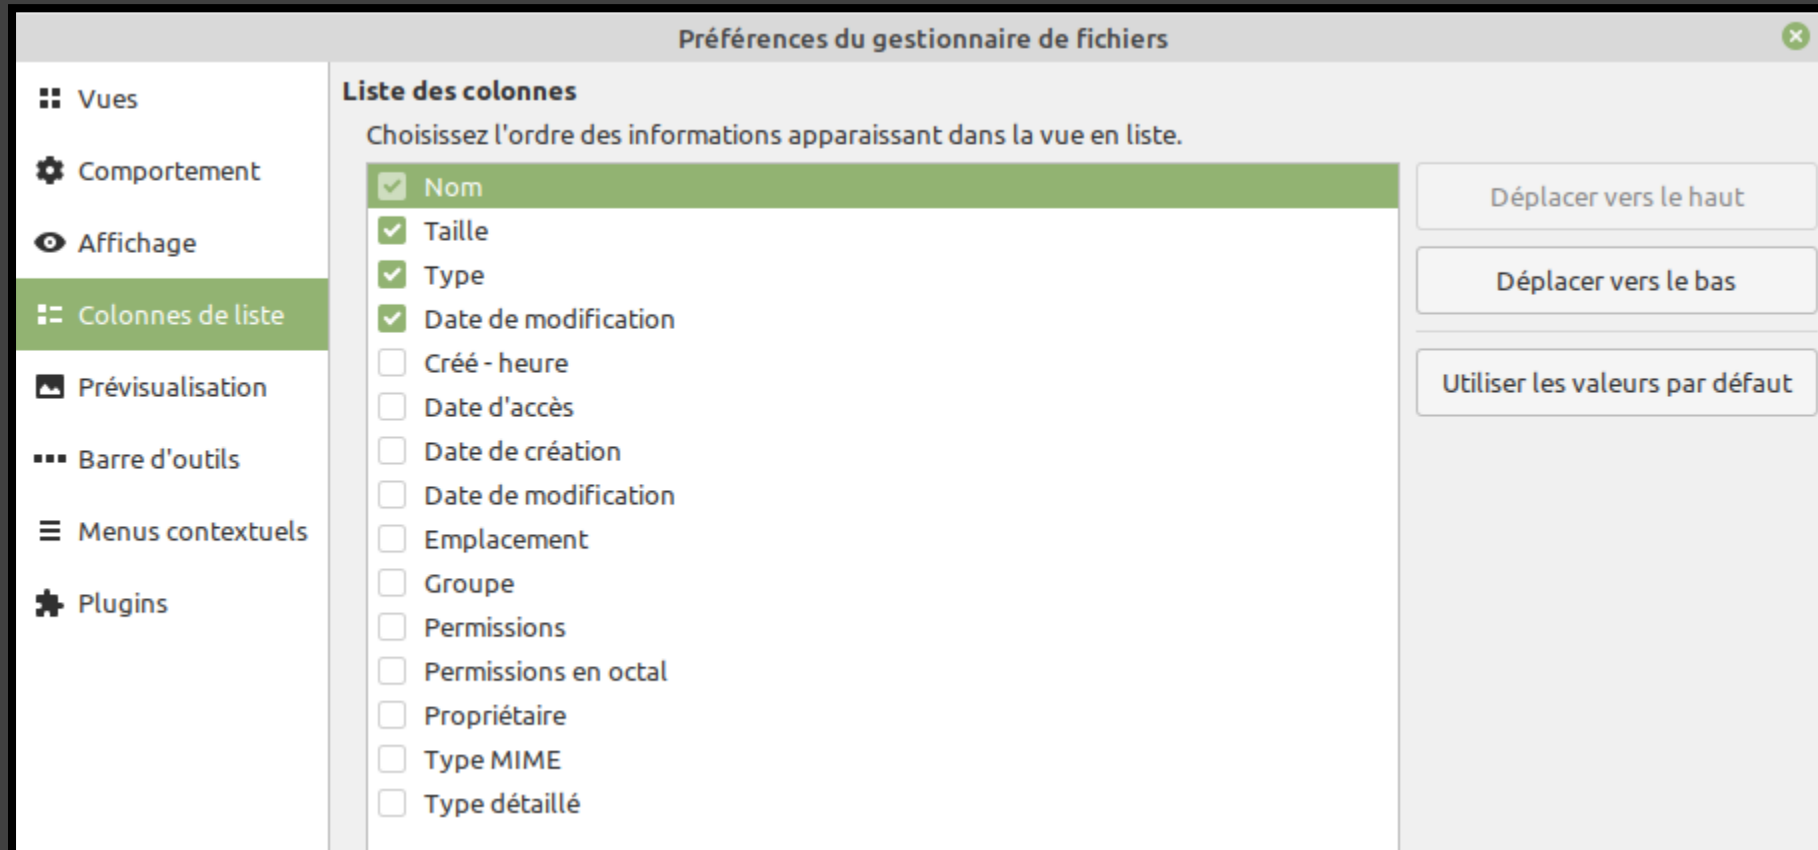 Préférences du gestionnaire de fichiers
Vues
Comportement
Affichage
Colonnes de liste
Prévisualisation
Barre d'outils
Menus contextuels
Plugins
Liste des colonnes
Choisissez l'ordre des informations apparaissant dans la vue en liste.
Nom
Taille
Type
Date de modification
Créé - heure
Date d'accès
Date de création
Date de modification
Emplacement
Groupe
Permissions
Permissions en octal
Propriétaire
Type MIME
Type détaillé
Déplacer vers le haut
Déplacer vers le bas
Utiliser les valeurs par défaut